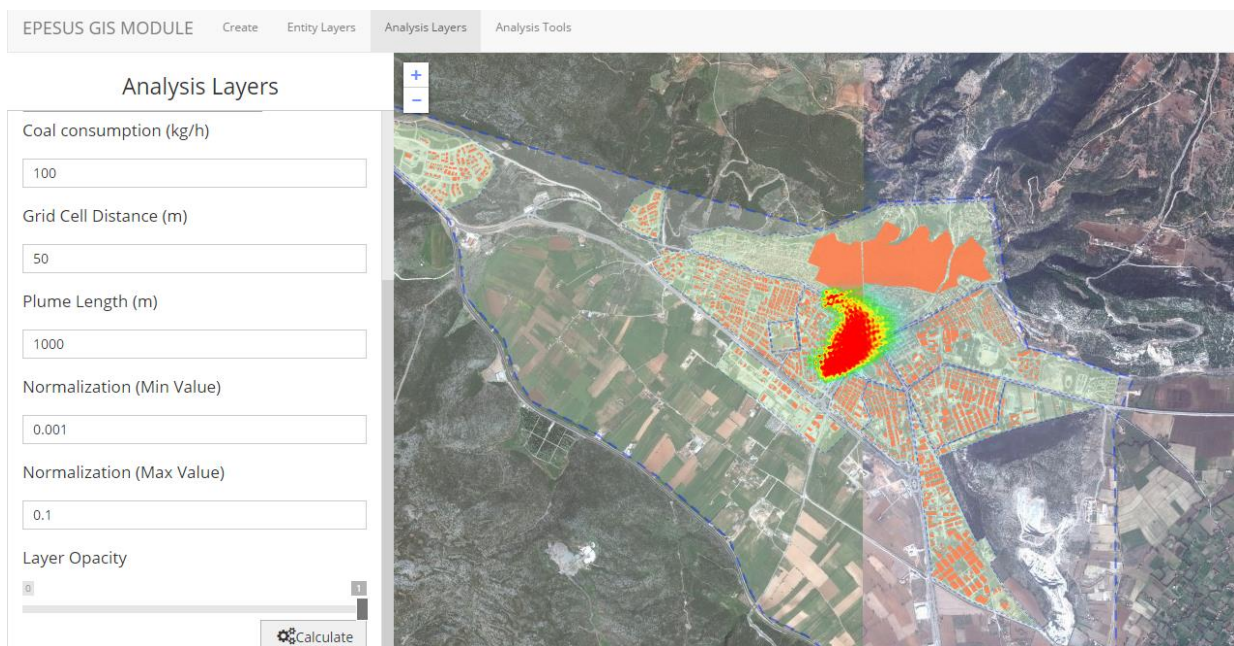 EPESUS GIS MODULE Create Entity Layers Analysis Layers Analysis Tools
Analysis Layers
+
−
Coal consumption (kg/h)
100
Grid Cell Distance (m)
50
Plume Length (m)
1000
Normalization (Min Value)
0.001
Normalization (Max Value)
0.1
Layer Opacity
0 1
Calculate